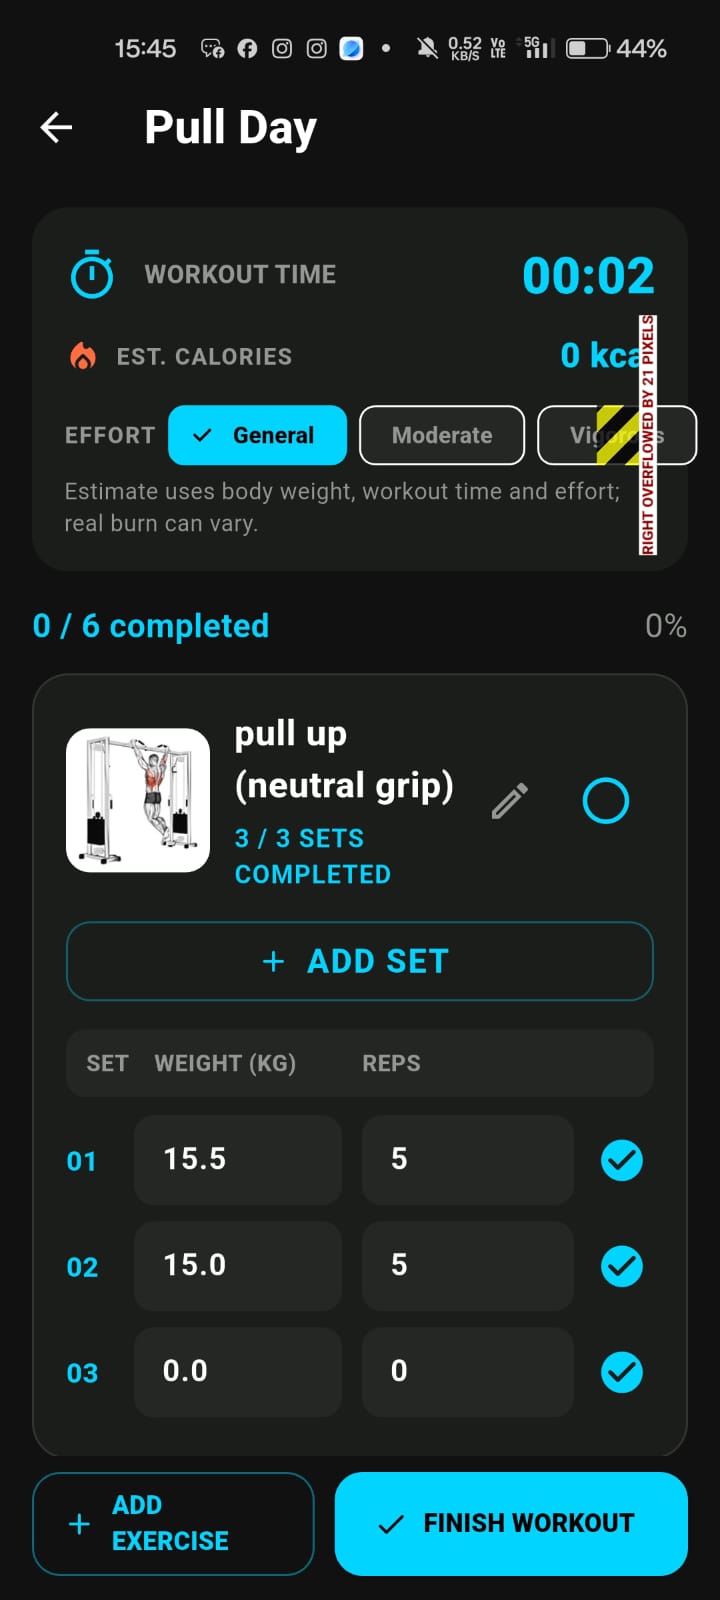 15:45 0.52 KB/S Vo LTE 5G 44%
Pull Day
WORKOUT TIME 00:02
EST. CALORIES 0 kca
EFFORT General Moderate
RIGHT OVERFLOWED BY 21 PIXELS
Estimate uses body weight, workout time and effort;
real burn can vary.
0 / 6 completed 0%
pull up
(neutral grip)
3 / 3 SETS
COMPLETED
+ ADD SET
SET WEIGHT (KG) REPS
01 15.5 5
02 15.0 5
03 0.0 0
+ ADD
EXERCISE
FINISH WORKOUT